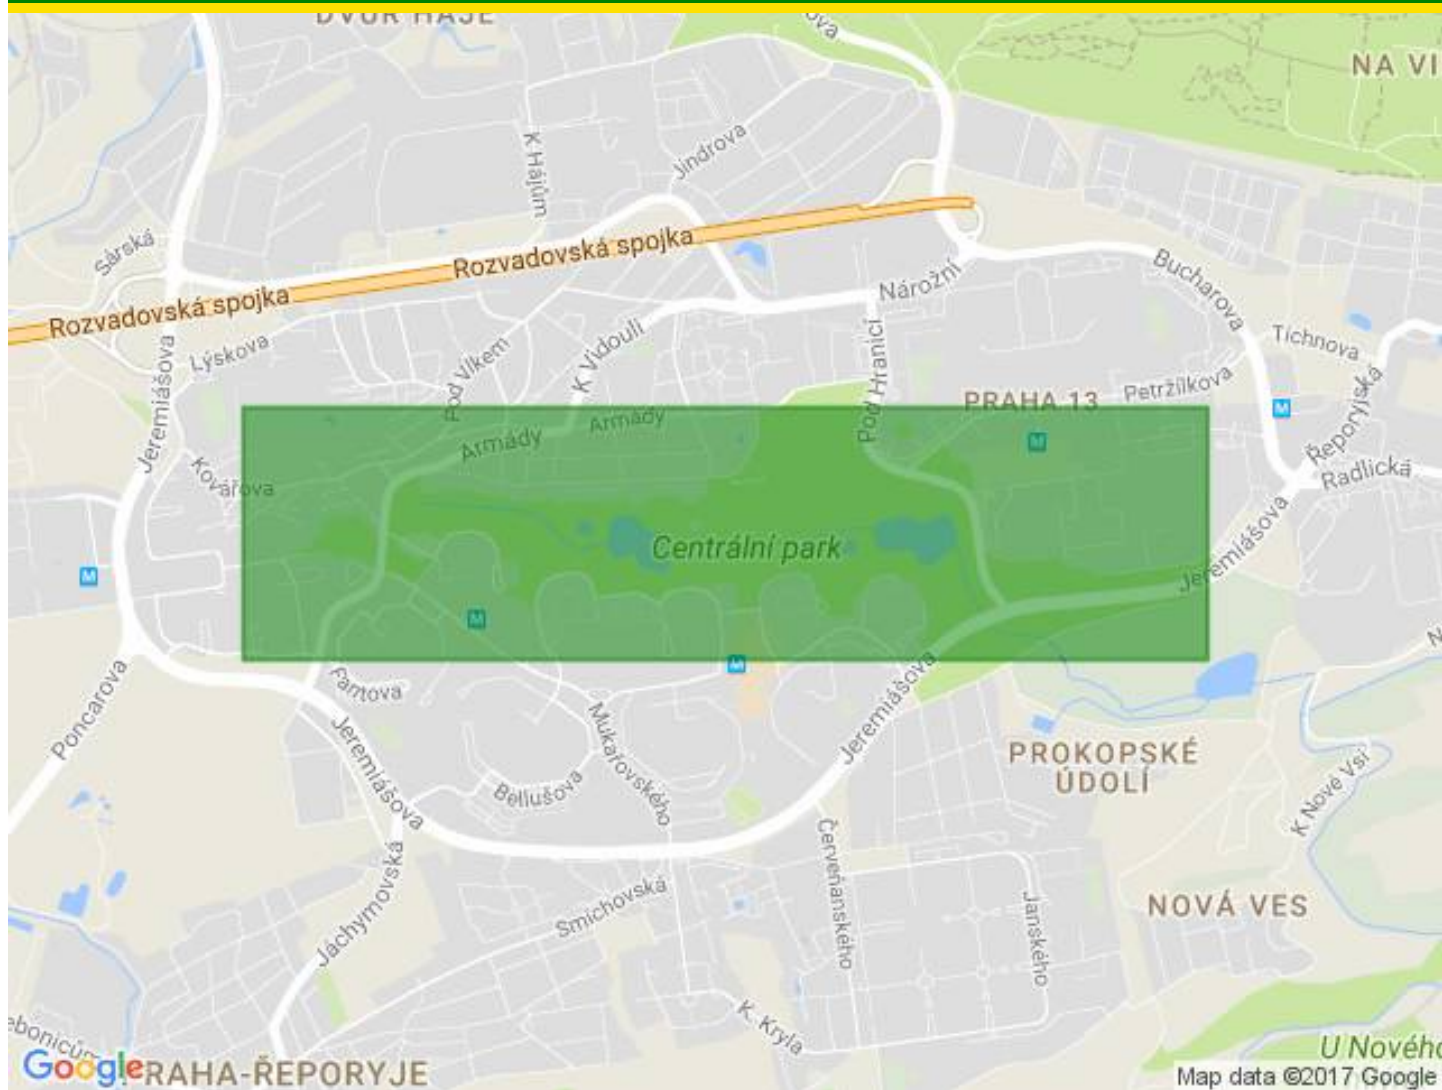 DVŮR HÁJE
NA VI
K Hájům
Jindrova
Sárská
Rozvadovská spojka
Rozvadovská spojka
Nárožní
Bucharova
Lýskova
Jeremiášova
Pod Vlkem
K Vidouli
Pod Hranicí
Tichnova
Petržílkova
Řeporyjská
PRAHA 13
M
Armády
Armády
M
Kovářova
Radlická
Centrální park
Jeremiášova
M
M
M
Poncarova
Fantova
Jeremiášova
Jeremiášova
Mukařovského
Bellušova
PROKOPSKÉ
ÚDOLÍ
K Nové Vsi
Jáchymovská
Smíchovská
Červeňanského
Janského
NOVÁ VES
K. Kryla
U Nového
Google
RAHA-ŘEPORYJE
Map data ©2017 Google